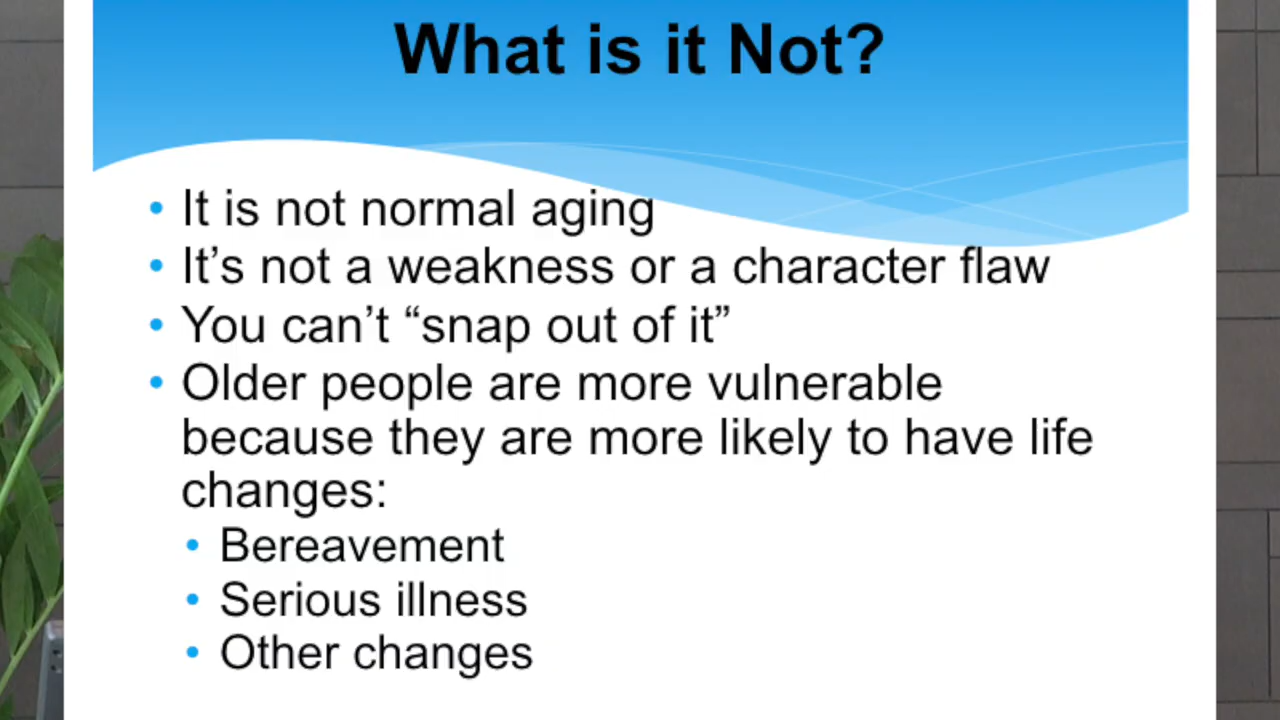 What is it Not?
• It is not normal aging
• It’s not a weakness or a character flaw
• You can’t “snap out of it”
• Older people are more vulnerable
because they are more likely to have life
changes:
• Bereavement
• Serious illness
• Other changes